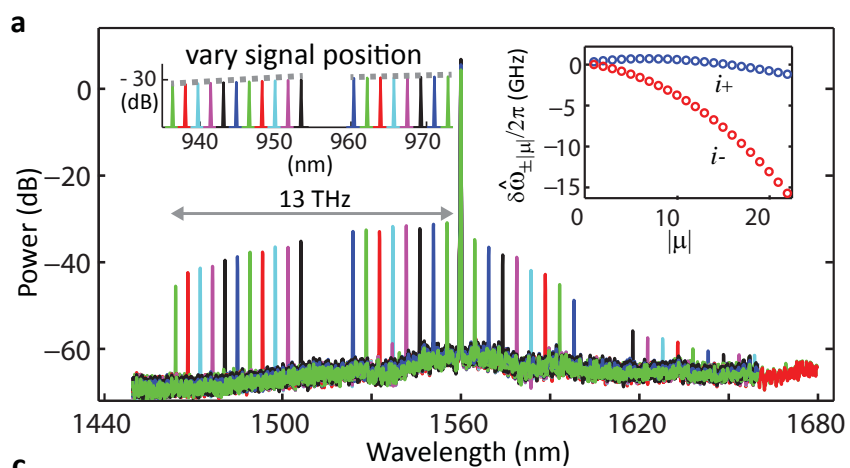 a
vary signal position
- 30
(dB)
940 950 960 970
(nm)
13 THz
0
−20
−40
−60
Power (dB)
1440 1500 1560 1620 1680
Wavelength (nm)
0
−5
−10
−15
δω̂±|μ|/2π (GHz)
i+
i-
0 10 20
|μ|
c